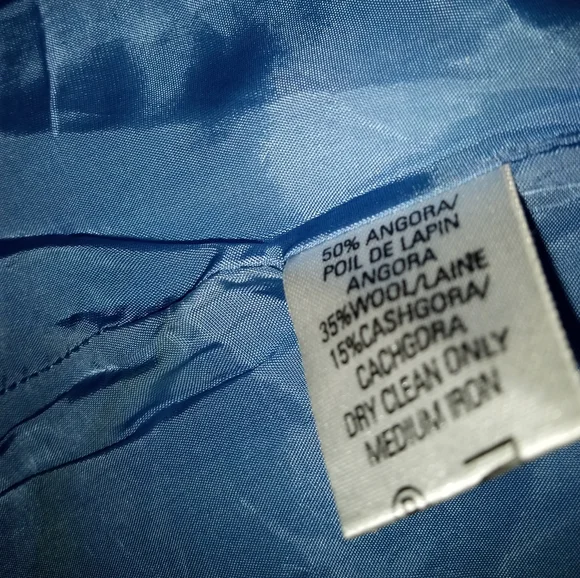 50% ANGORA/
POIL DE LAPIN
ANGORA
35%WOOL/LAINE
15%CASHGORA/
CACHGORA
DRY CLEAN ONLY
MEDIUM IRON